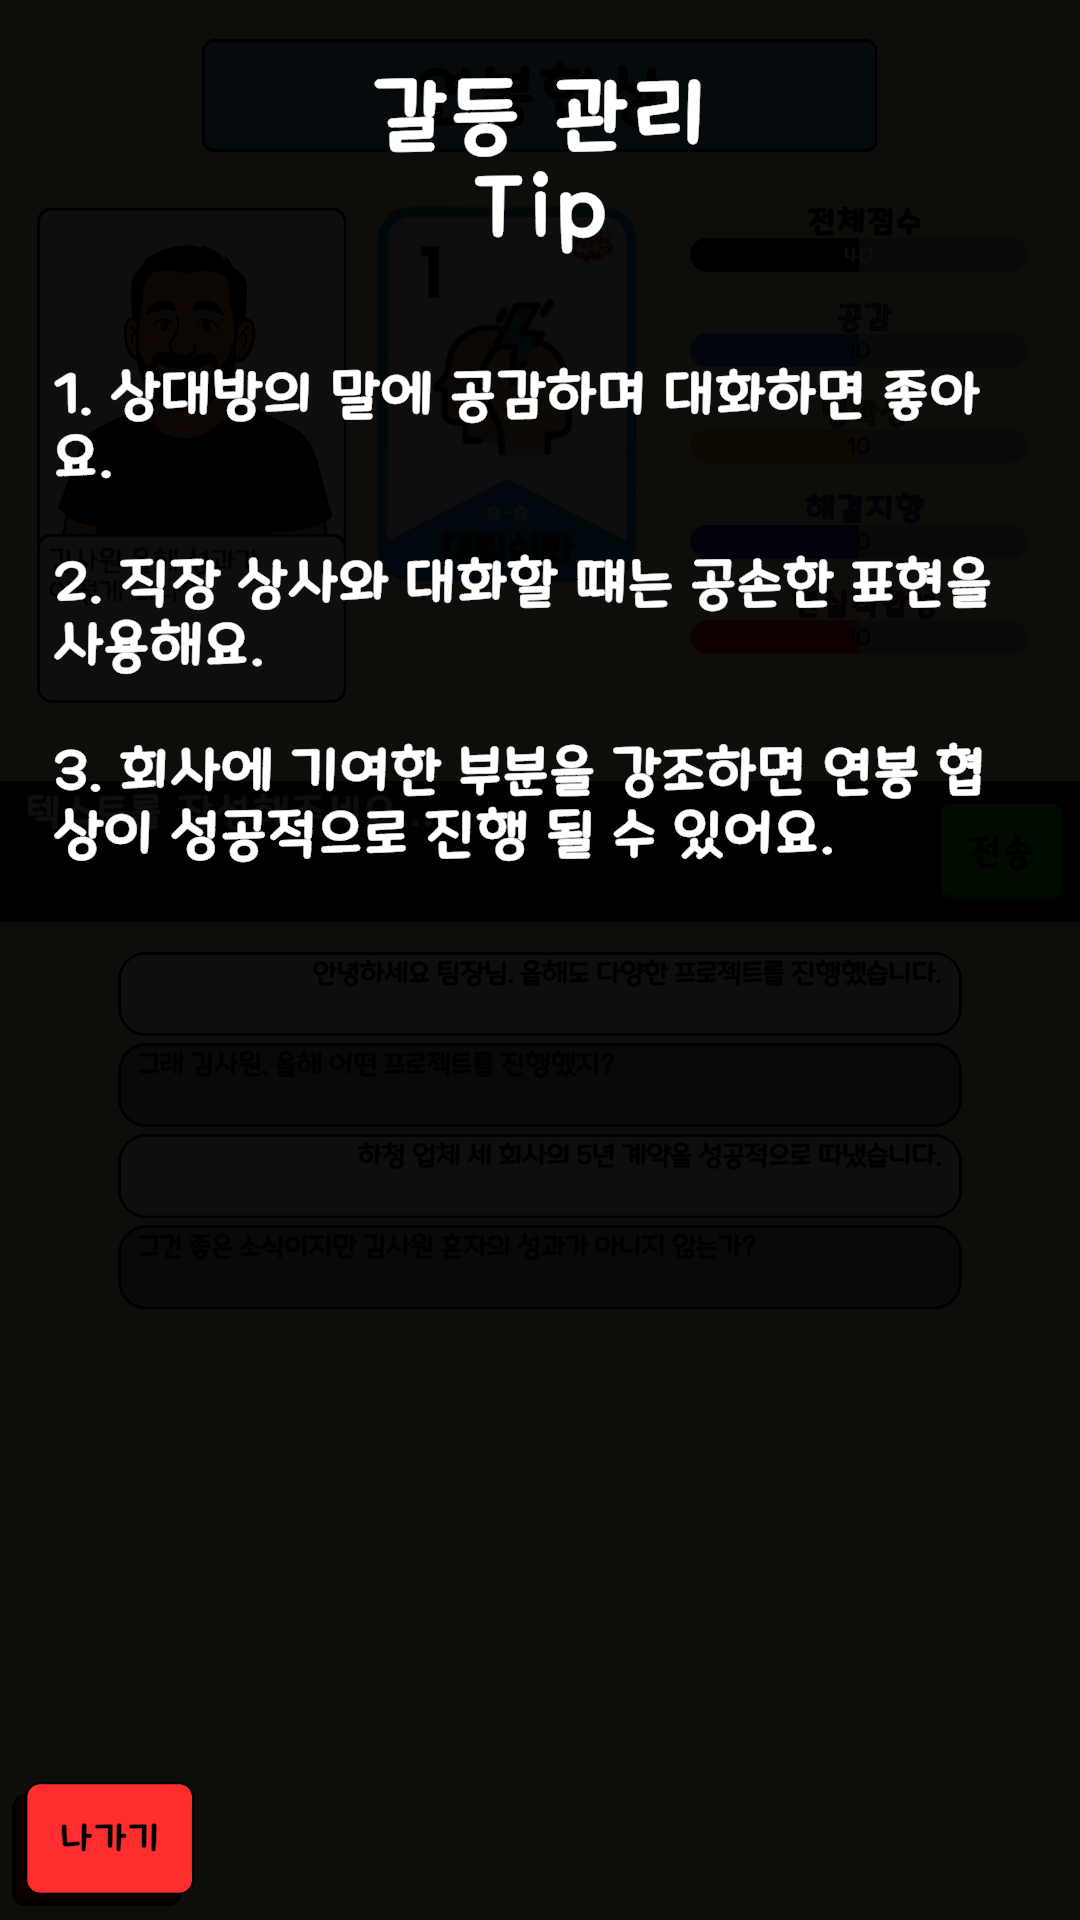 갈등 관리
Tip
전체점수
40
1
공감
10
1. 상대방의 말에 공감하며 대화하면 좋아
요.
10
해결지향
10
2. 직장 상사와 대화할 떄는 공손한 표현을
사용해요.
10
3. 회사에 기여한 부분을 강조하면 연봉 협
상이 성공적으로 진행 될 수 있어요.
전송
안녕하세요 팀장님. 올해도 다양한 프로젝트를 진행했습니다.
그래 김사원. 올해 어떤 프로젝트를 진행했지?
하청 업체 세 회사의 5년 계약을 성공적으로 따냈습니다.
그건 좋은 소식이지만 김사원 혼자의 성과가 아니지 않는가?
나가기